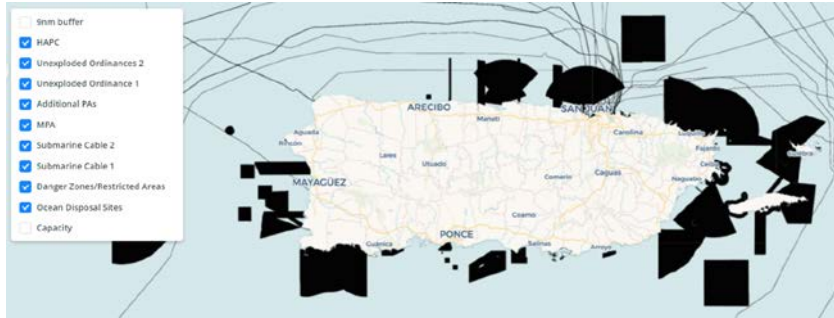 9nm buffer
HAPC
Unexploded Ordinances 2
Unexploded Ordinance 1
Additional PAs
MPA
Submarine Cable 2
Submarine Cable 1
Danger Zones/Restricted Areas
Ocean Disposal Sites
Capacity
ARECIBO
SAN JUAN
Manatí
Carolina
Luquillo
Aguada
Rincón
Fajardo
Lares
Utuado
Ceiba
Comerío
Caguas
Naguabo
MAYAGÜEZ
Coamo
PONCE
Guánica
Salinas
Arroyo